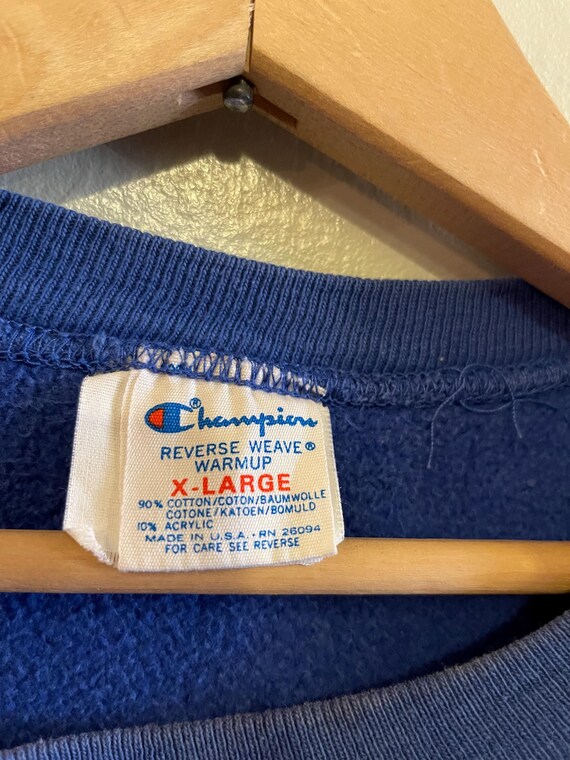 Champion®
REVERSE WEAVE®
WARMUP
X-LARGE
90% COTTON/COTON/BAUMWOLLE
COTONE/KATOEN/BOMULD
10% ACRYLIC
MADE IN U.S.A. · RN 26094
FOR CARE SEE REVERSE